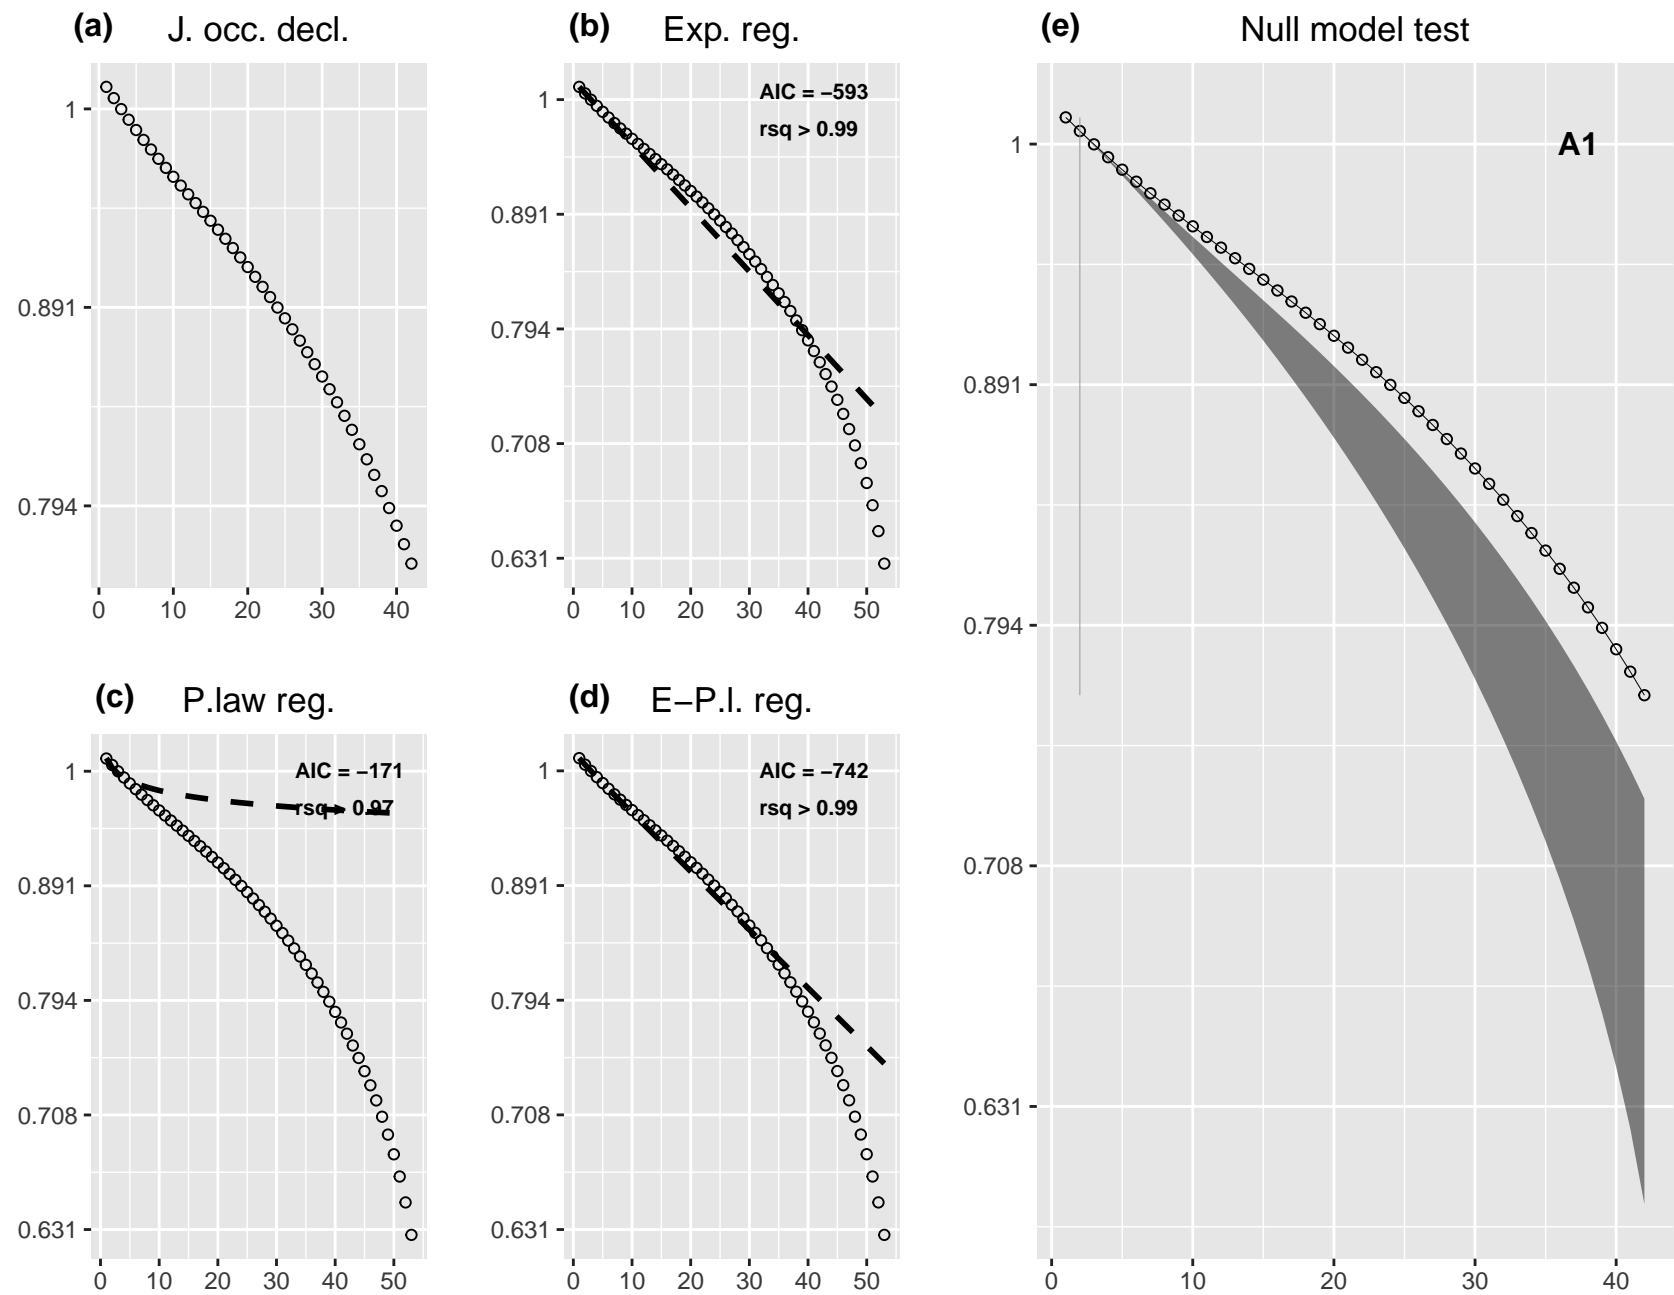 (a) J. occ. decl.
1
0.891
0.794
0 10 20 30 40
(b) Exp. reg.
AIC = −593
rsq > 0.99
1
0.891
0.794
0.708
0.631
0 10 20 30 40 50
(c) P.law reg.
AIC = −171
rsq > 0.97
1
0.891
0.794
0.708
0.631
0 10 20 30 40 50
(d) E−P.l. reg.
AIC = −742
rsq > 0.99
1
0.891
0.794
0.708
0.631
0 10 20 30 40 50
(e) Null model test
A1
1
0.891
0.794
0.708
0.631
0 10 20 30 40